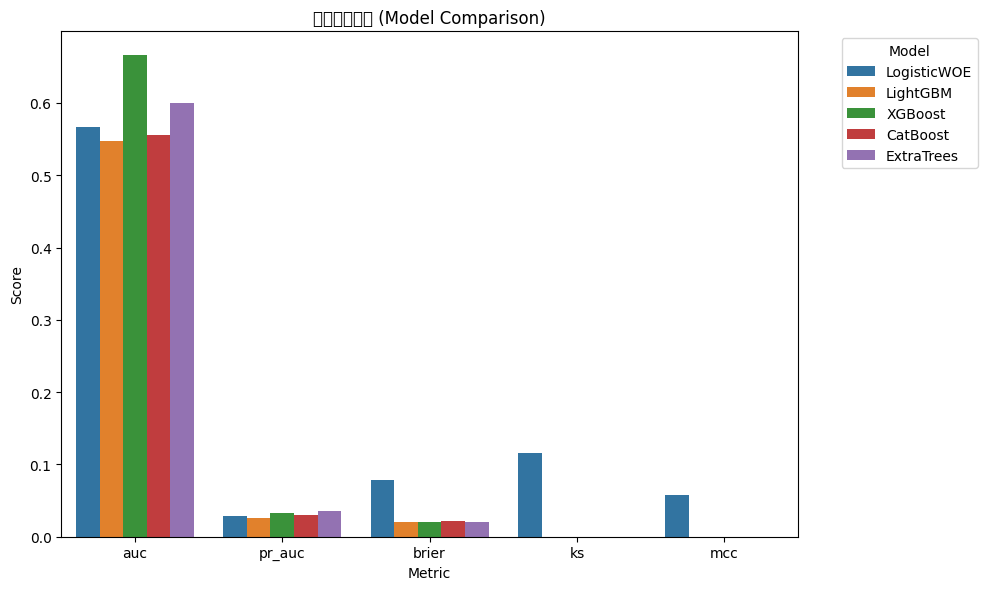 (Model Comparison)
Model
LogisticWOE
LightGBM
XGBoost
CatBoost
ExtraTrees
Score
0.6
0.5
0.4
0.3
0.2
0.1
0.0
auc
pr_auc
brier
ks
mcc
Metric